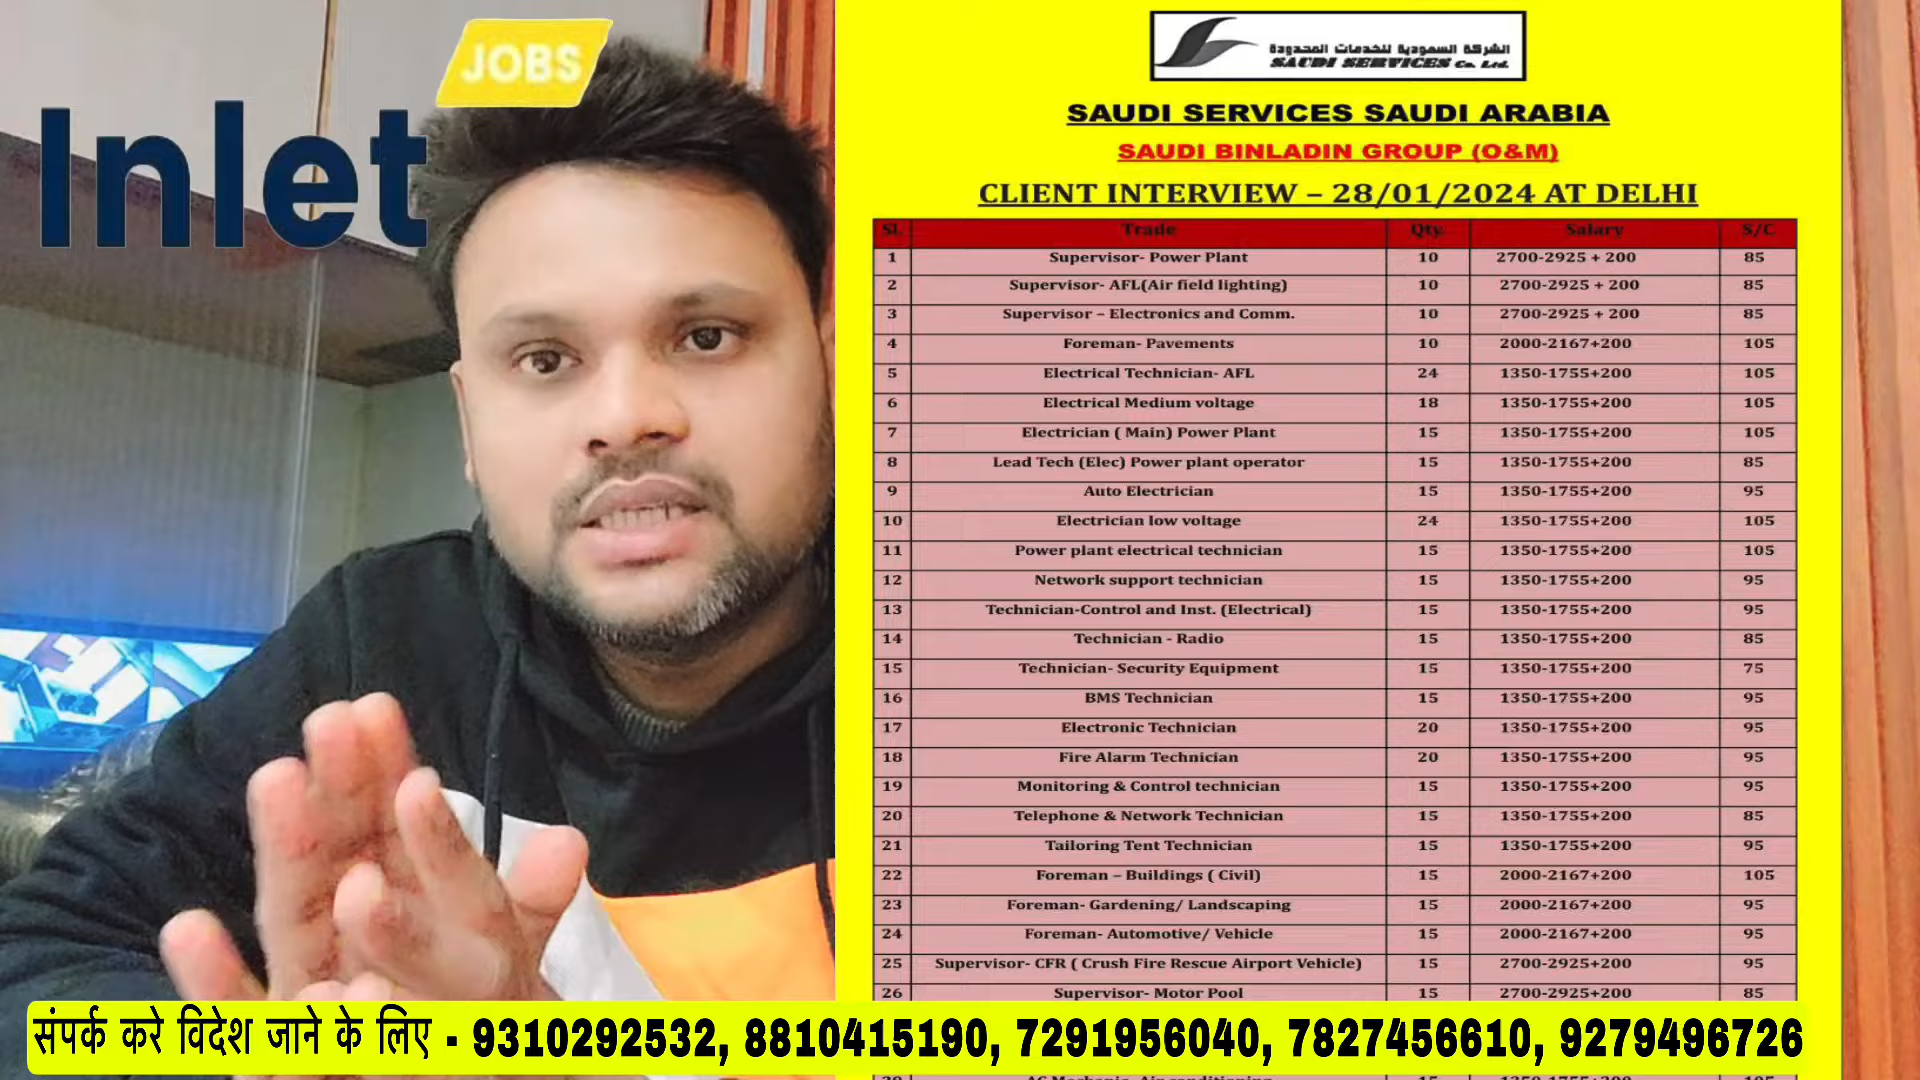 JOBS
Inlet
الشركة السعودية للخدمات المحدودة
SAUDI SERVICES Co. Ltd.
SAUDI SERVICES SAUDI ARABIA
SAUDI BINLADIN GROUP (O&M)
CLIENT INTERVIEW – 28/01/2024 AT DELHI
SL Trade Qty. Salary S/C
1 Supervisor- Power Plant 10 2700-2925 + 200 85
2 Supervisor- AFL(Air field lighting) 10 2700-2925 + 200 85
3 Supervisor – Electronics and Comm. 10 2700-2925 + 200 85
4 Foreman- Pavements 10 2000-2167+200 105
5 Electrical Technician- AFL 24 1350-1755+200 105
6 Electrical Medium voltage 18 1350-1755+200 105
7 Electrician ( Main) Power Plant 15 1350-1755+200 105
8 Lead Tech (Elec) Power plant operator 15 1350-1755+200 85
9 Auto Electrician 15 1350-1755+200 95
10 Electrician low voltage 24 1350-1755+200 105
11 Power plant electrical technician 15 1350-1755+200 105
12 Network support technician 15 1350-1755+200 95
13 Technician-Control and Inst. (Electrical) 15 1350-1755+200 95
14 Technician - Radio 15 1350-1755+200 85
15 Technician- Security Equipment 15 1350-1755+200 75
16 BMS Technician 15 1350-1755+200 95
17 Electronic Technician 20 1350-1755+200 95
18 Fire Alarm Technician 20 1350-1755+200 95
19 Monitoring & Control technician 15 1350-1755+200 95
20 Telephone & Network Technician 15 1350-1755+200 85
21 Tailoring Tent Technician 15 1350-1755+200 95
22 Foreman – Buildings ( Civil) 15 2000-2167+200 105
23 Foreman- Gardening/ Landscaping 15 2000-2167+200 95
24 Foreman- Automotive/ Vehicle 15 2000-2167+200 95
25 Supervisor- CFR ( Crush Fire Rescue Airport Vehicle) 15 2700-2925+200 95
26 Supervisor- Motor Pool 15 2700-2925+200 85
संपर्क करे विदेश जाने के लिए - 9310292532, 8810415190, 7291956040, 7827456610, 9279496726